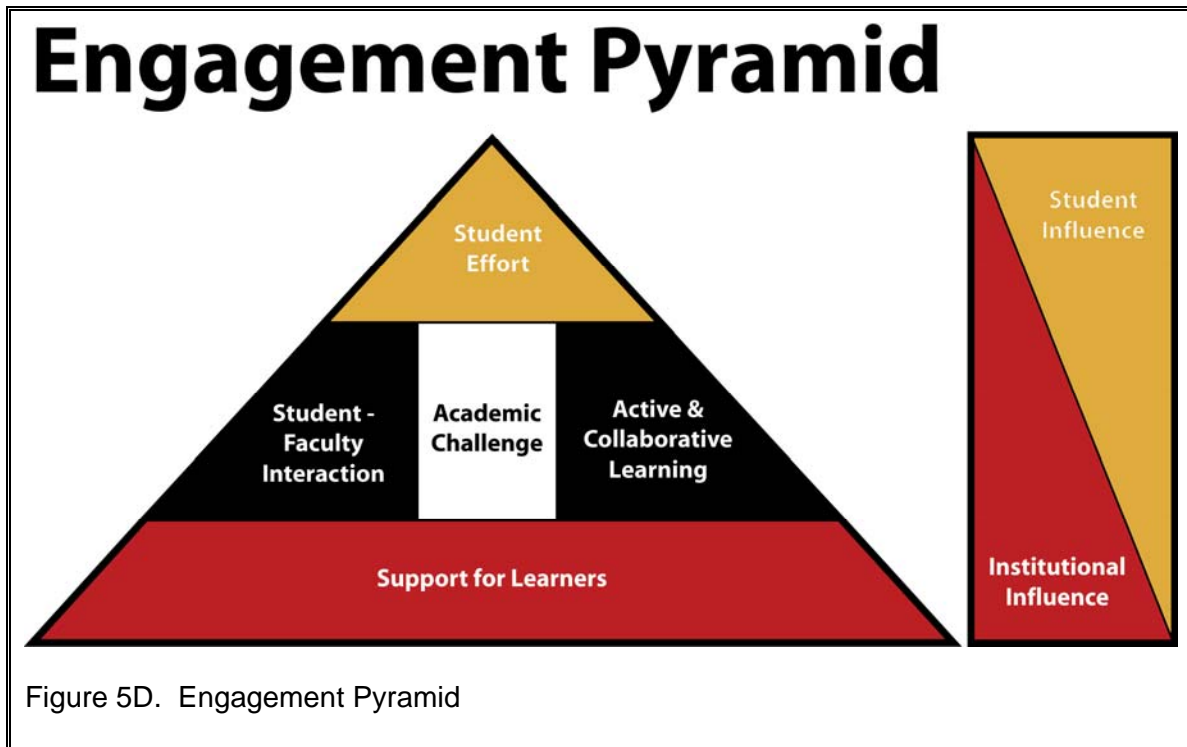 Engagement Pyramid
Student
Effort
Student -
Faculty
Interaction
Academic
Challenge
Active &
Collaborative
Learning
Support for Learners
Student
Influence
Institutional
Influence
Figure 5D. Engagement Pyramid